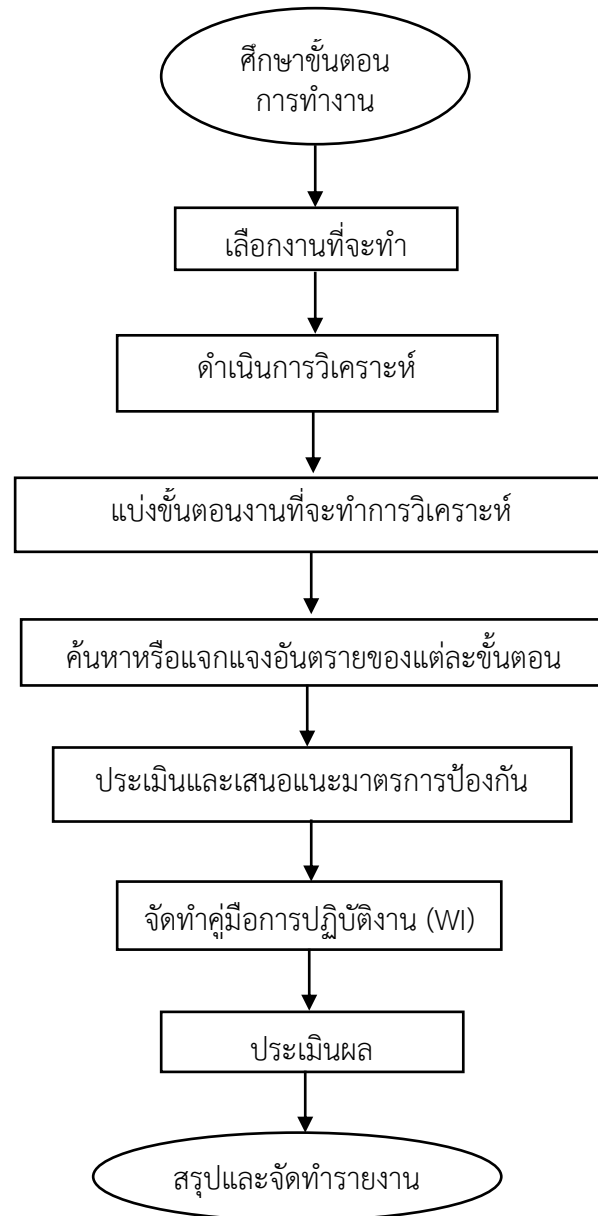 ศึกษาขั้นตอน
การทำงาน
เลือกงานที่จะทำ
ดำเนินการวิเคราะห์
แบ่งขั้นตอนงานที่จะทำการวิเคราะห์
ค้นหาหรือแจกแจงอันตรายของแต่ละขั้นตอน
ประเมินและเสนอแนะมาตรการป้องกัน
จัดทำคู่มือการปฏิบัติงาน (WI)
ประเมินผล
สรุปและจัดทำรายงาน